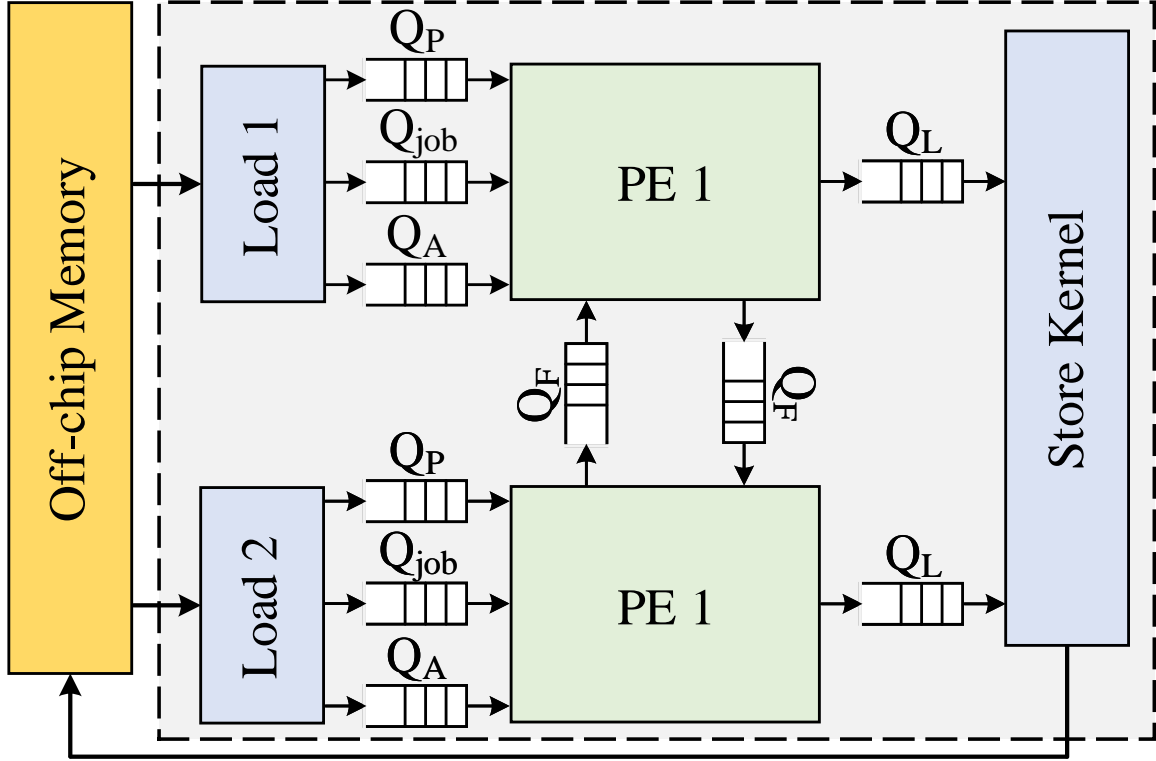 Off-chip Memory
Load 1
Q_P
Q_job
Q_A
PE 1
Q_L
Store Kernel
Q_F
Q_F
Load 2
Q_P
Q_job
Q_A
PE 1
Q_L